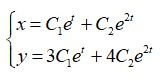 x = C₁eᵗ + C₂e²ᵗ
y = 3C₁eᵗ + 4C₂e²ᵗ